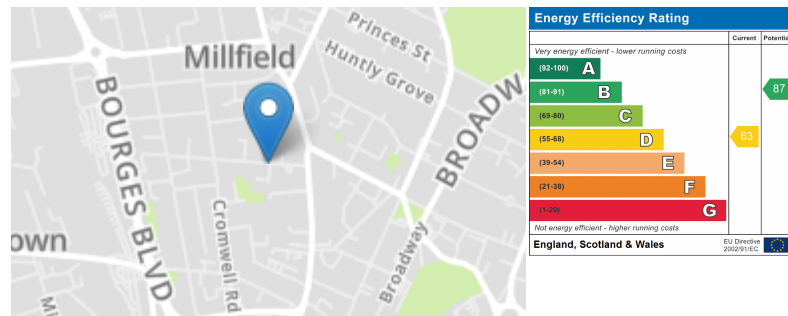 Princes St
Millfield
Huntly Grove
BROADW
BOURGES BLVD
own
Cromwell Rd
Broadway
Energy Efficiency Rating
Current Potentia
Very energy efficient - lower running costs
(92-100) A
(81-91) B
87
(69-80) C
(55-68) D
63
(39-54) E
(21-38) F
(1-20) G
Not energy efficient - higher running costs
England, Scotland & Wales
EU Directive
2002/91/EC